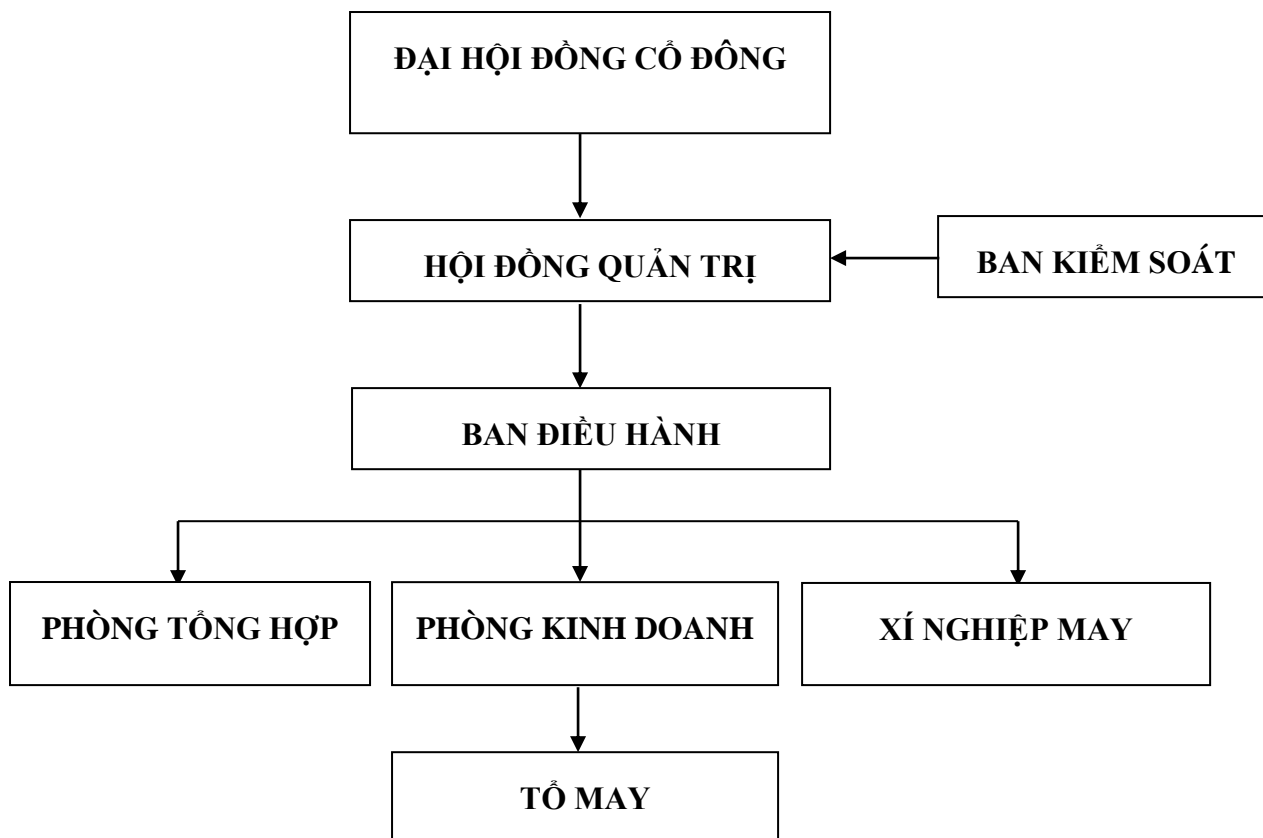 ĐẠI HỘI ĐỒNG CỔ ĐÔNG
HỘI ĐỒNG QUẢN TRỊ
BAN KIỂM SOÁT
BAN ĐIỀU HÀNH
PHÒNG TỔNG HỢP
PHÒNG KINH DOANH
XÍ NGHIỆP MAY
TỔ MAY